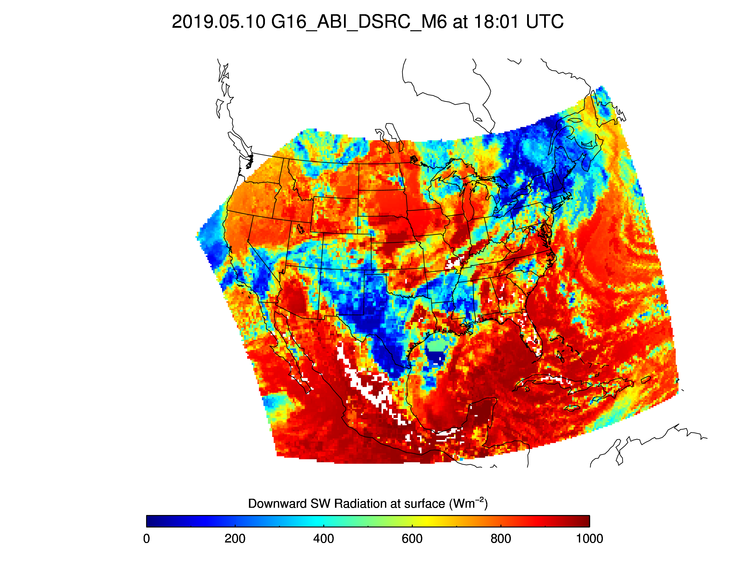 2019.05.10 G16_ABI_DSRC_M6 at 18:01 UTC
Downward SW Radiation at surface (Wm⁻²)
0 200 400 600 800 1000